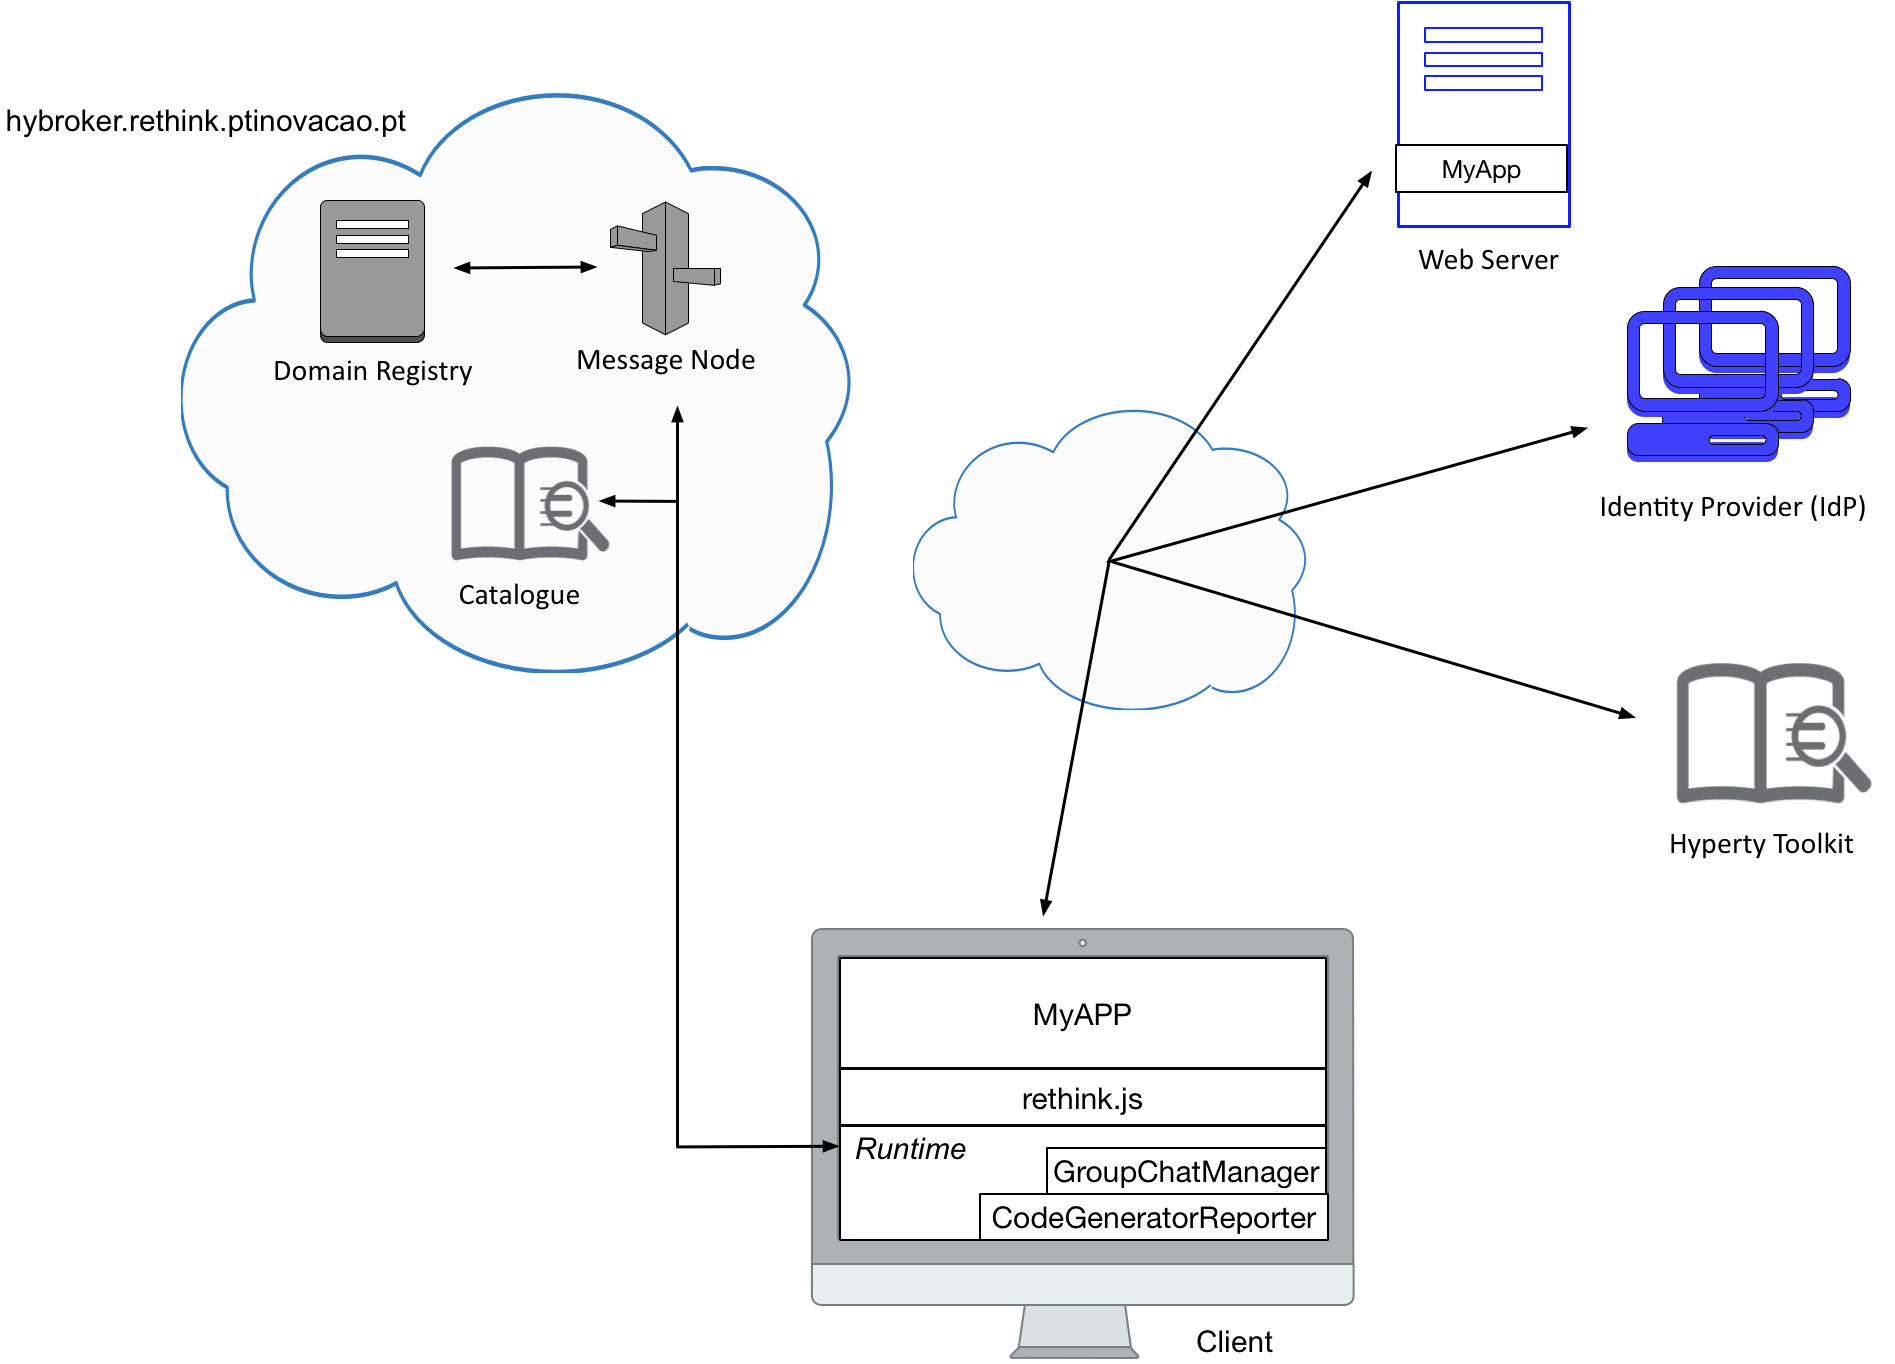 hybroker.rethink.ptinovacao.pt
MyApp
Web Server
Domain Registry
Message Node
Identity Provider (IdP)
Catalogue
Hyperty Toolkit
MyAPP
rethink.js
Runtime
GroupChatManager
CodeGeneratorReporter
Client